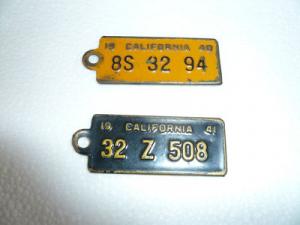 19 CALIFORNIA 40
8S 32 94
19 CALIFORNIA 41
32 Z 508